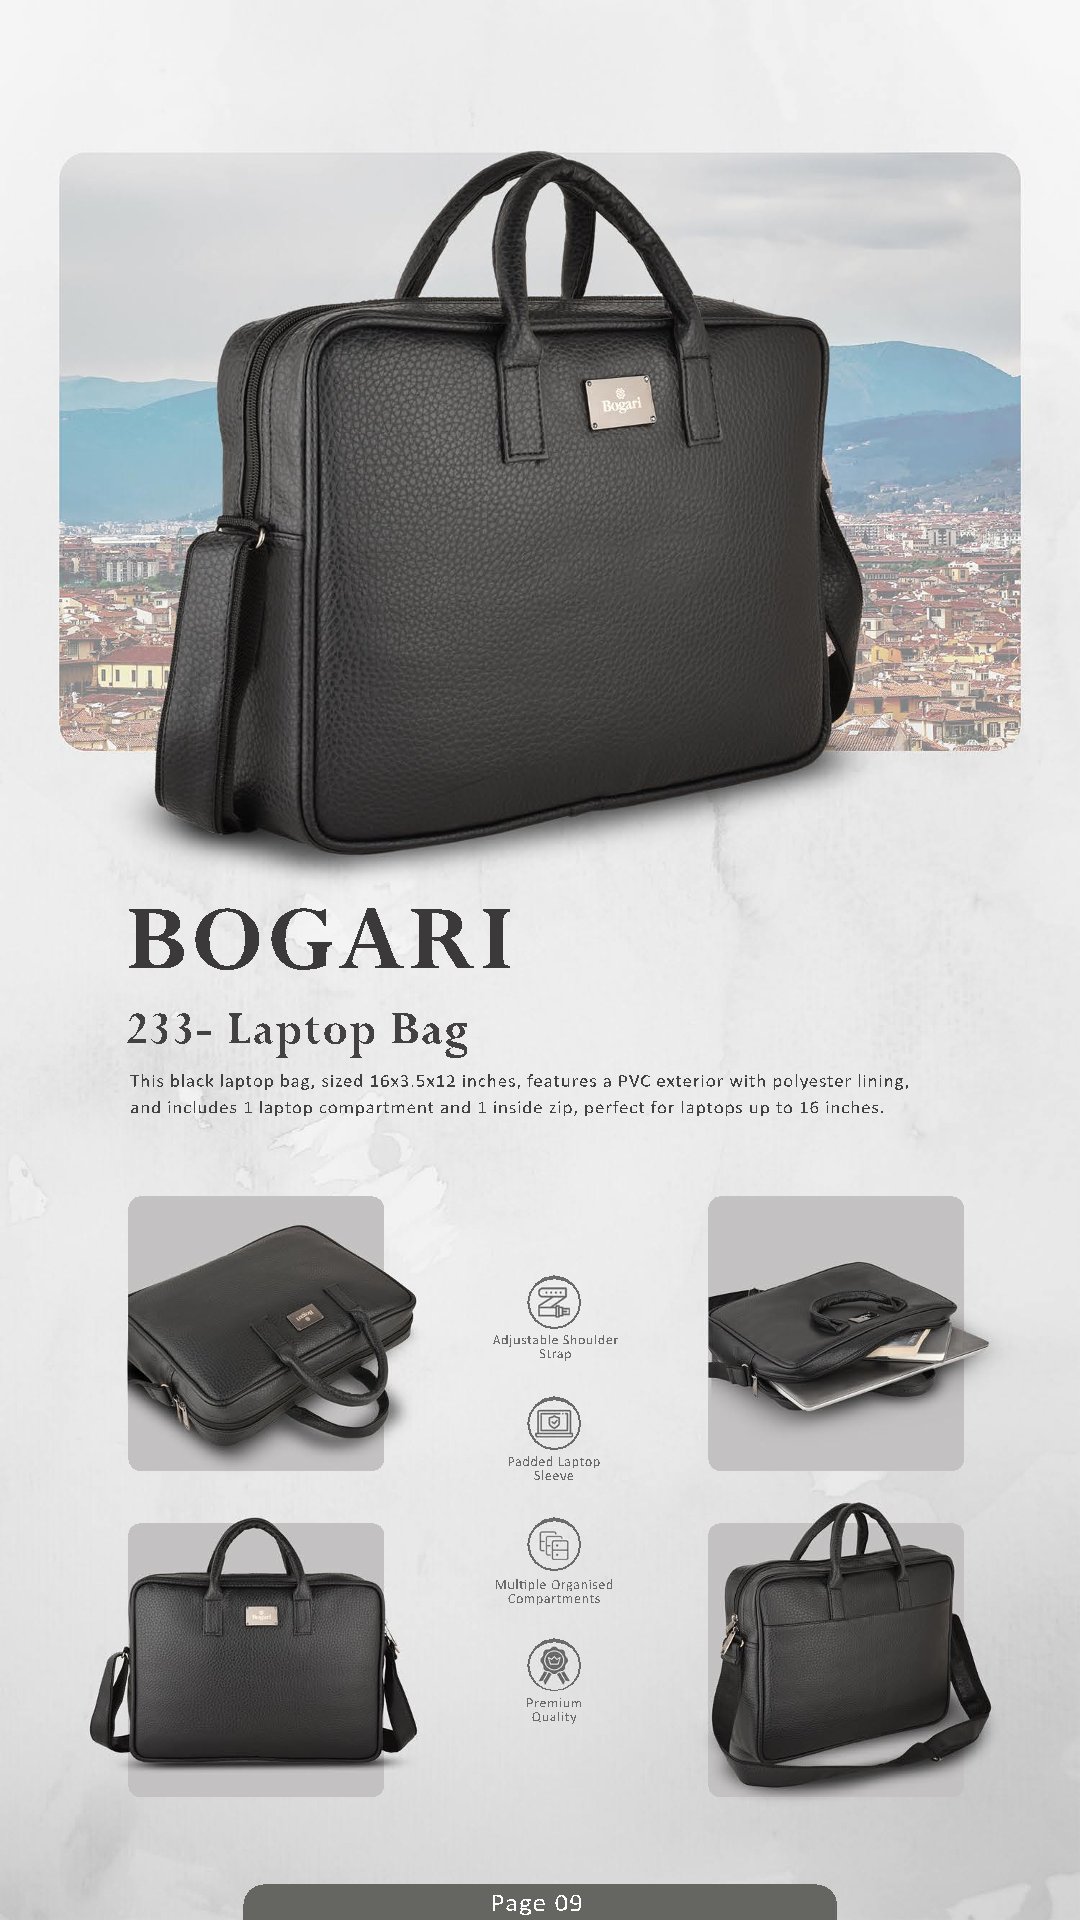 Bogari
BOGARI
233- Laptop Bag
This black laptop bag, sized 16x3.5x12 inches, features a PVC exterior with polyester lining,
and includes 1 laptop compartment and 1 inside zip, perfect for laptops up to 16 inches.
Bogari
Adjustable Shoulder
Strap
Padded Laptop
Sleeve
Bogari
Multiple Organised
Compartments
Premium
Quality
Page 09